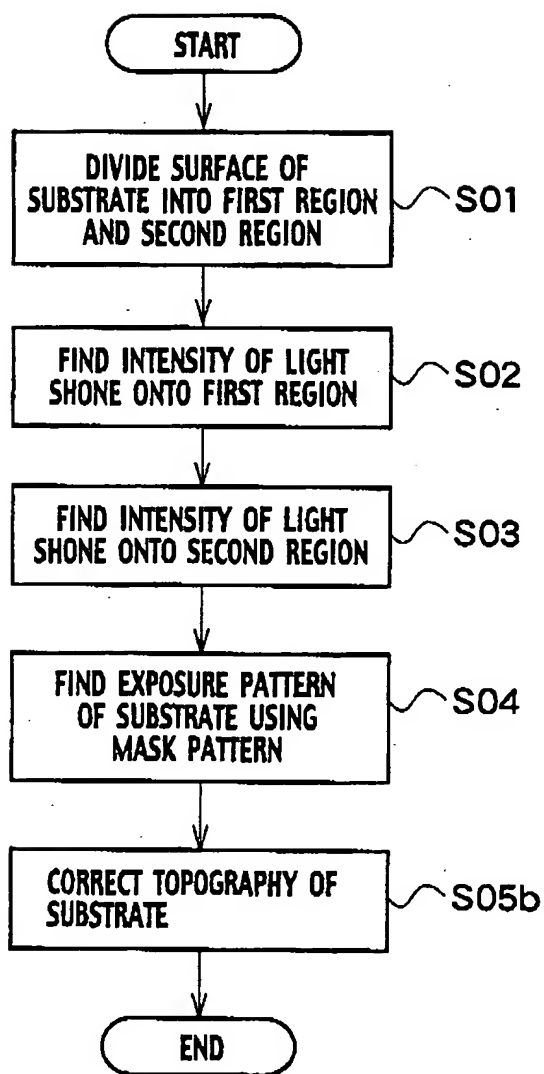 START
DIVIDE SURFACE OF
SUBSTRATE INTO FIRST REGION
AND SECOND REGION
S01
FIND INTENSITY OF LIGHT
SHONE ONTO FIRST REGION
S02
FIND INTENSITY OF LIGHT
SHONE ONTO SECOND REGION
S03
FIND EXPOSURE PATTERN
OF SUBSTRATE USING
MASK PATTERN
S04
CORRECT TOPOGRAPHY OF
SUBSTRATE
S05b
END